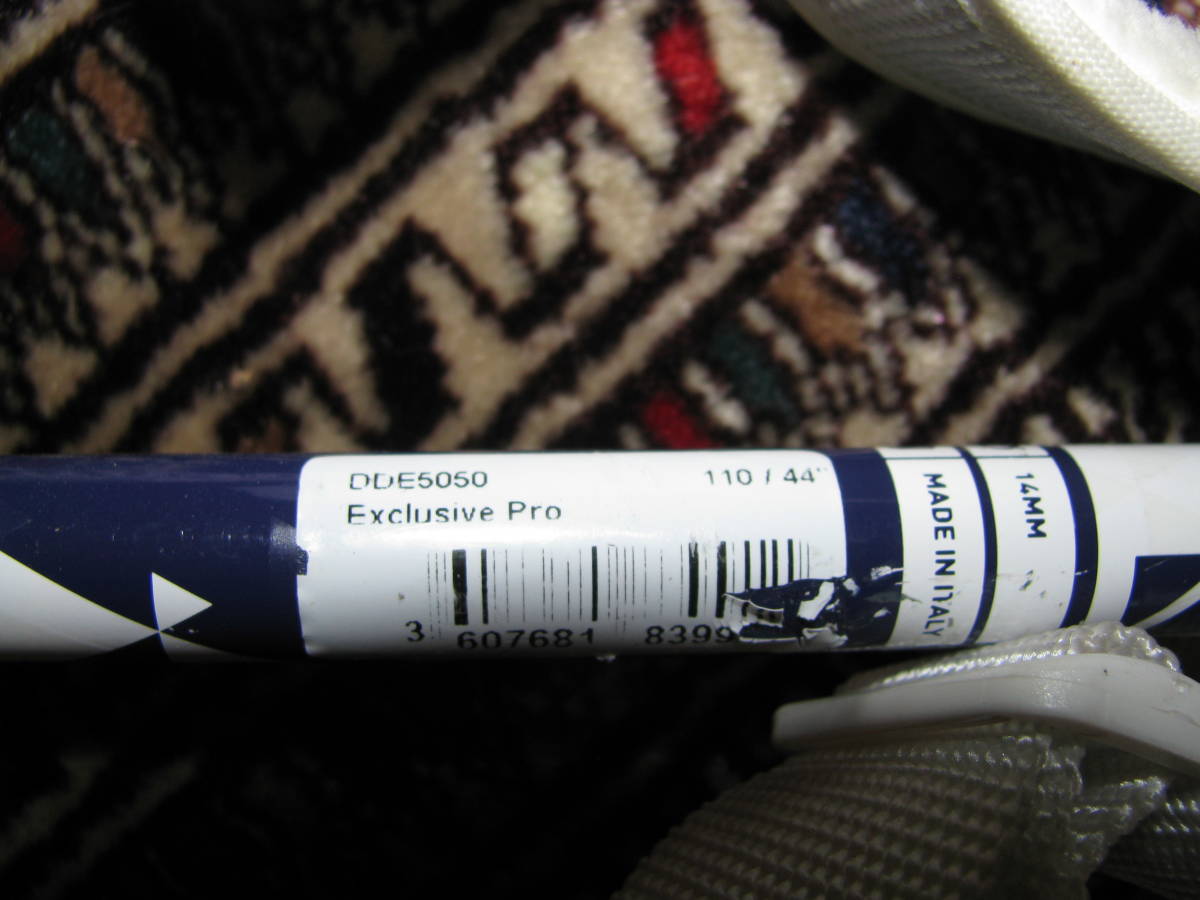 DDE5050 110 / 44"
Exclusive Pro
3 607681 8399
MADE IN ITALY
14MM